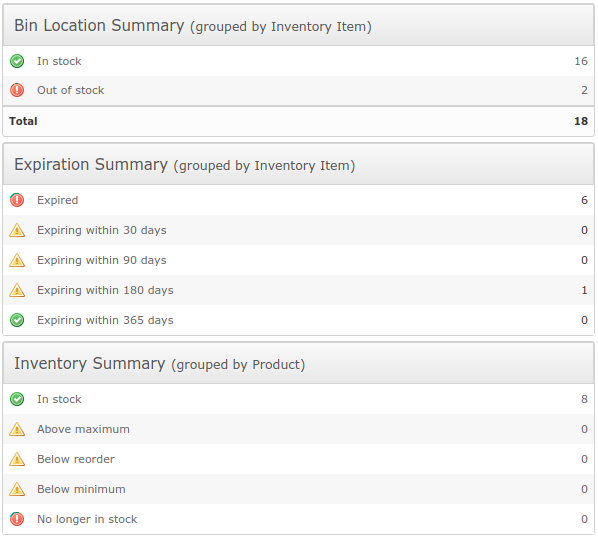 Bin Location Summary (grouped by Inventory Item)
In stock 16
Out of stock 2
Total 18
Expiration Summary (grouped by Inventory Item)
Expired 6
Expiring within 30 days 0
Expiring within 90 days 0
Expiring within 180 days 1
Expiring within 365 days 0
Inventory Summary (grouped by Product)
In stock 8
Above maximum 0
Below reorder 0
Below minimum 0
No longer in stock 0